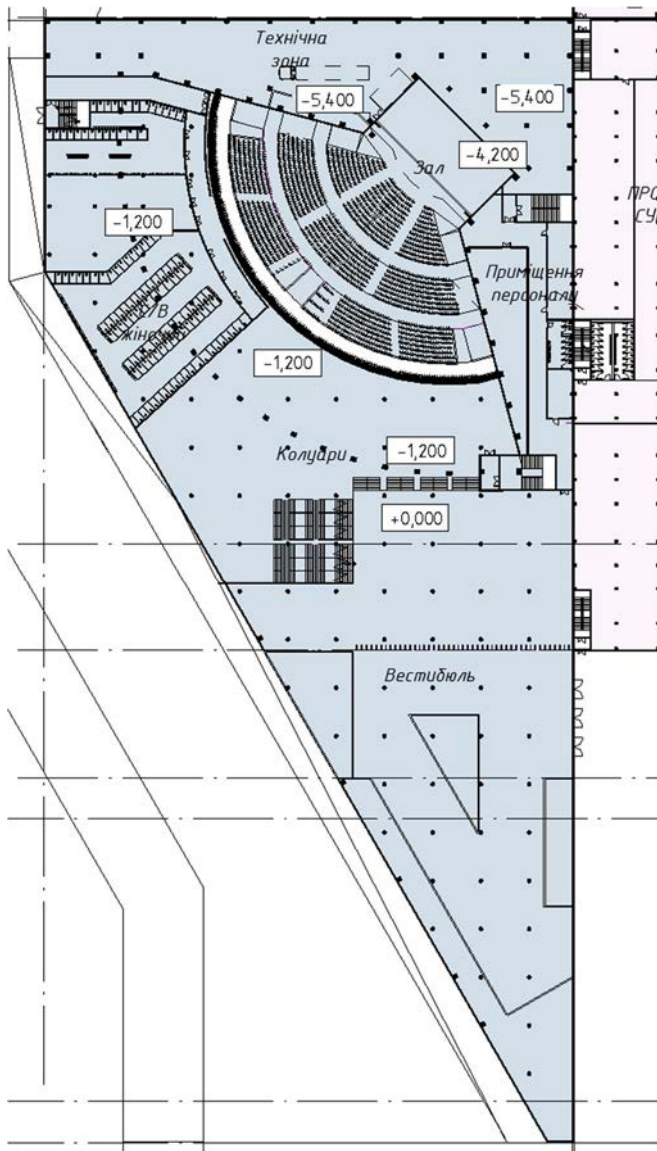 Технічна
зона
-5,400
-5,400
-4,200
Зал
-1,200
Приміщення
персоналу
-1,200
Колуари
-1,200
+0,000
Вестибюль